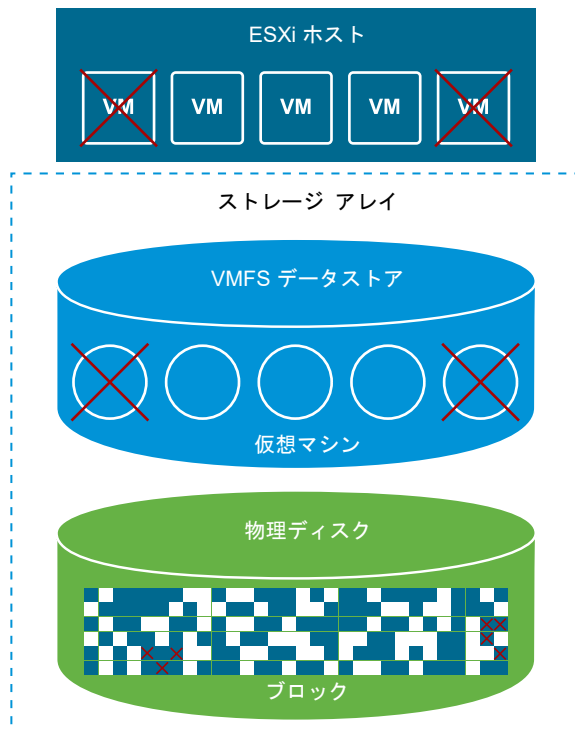 ESXi ホスト
VM VM VM VM VM
ストレージ アレイ
VMFS データストア
仮想マシン
物理ディスク
ブロック